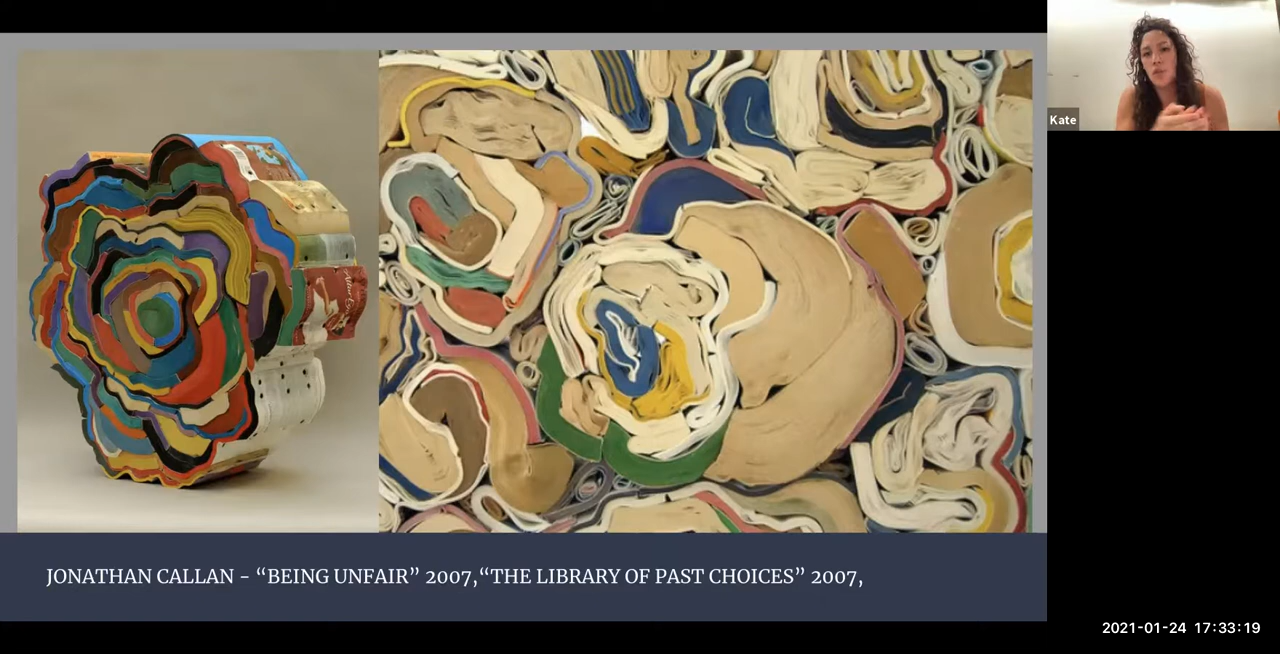 Kate
JONATHAN CALLAN - “BEING UNFAIR” 2007,“THE LIBRARY OF PAST CHOICES” 2007,
2021-01-24 17:33:19